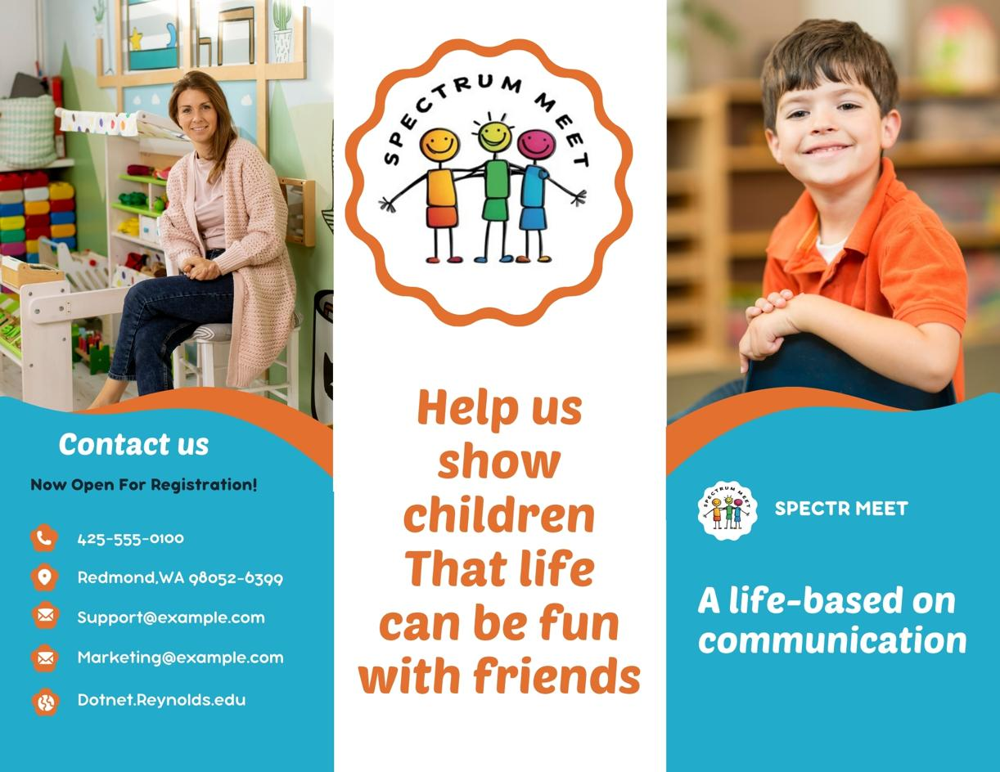 Contact us
Now Open For Registration!
425-555-0100
Redmond,WA 98052-6399
Support@example.com
Marketing@example.com
Dotnet.Reynolds.edu
SPECTRUM MEET
Help us
show
children
That life
can be fun
with friends
SPECTRUM MEET
SPECTR MEET
A life-based on
communication